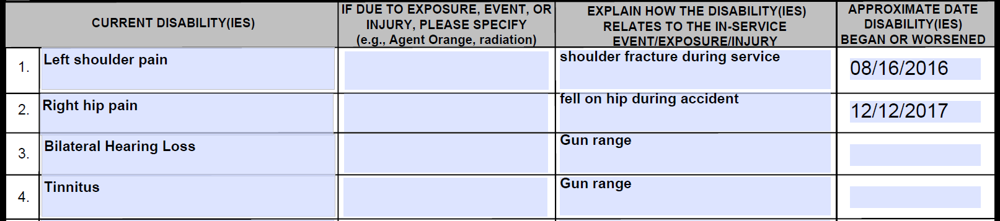 CURRENT DISABILITY(IES)
IF DUE TO EXPOSURE, EVENT, OR
INJURY, PLEASE SPECIFY
(e.g., Agent Orange, radiation)
EXPLAIN HOW THE DISABILITY(IES)
RELATES TO THE IN-SERVICE
EVENT/EXPOSURE/INJURY
APPROXIMATE DATE
DISABILITY(IES)
BEGAN OR WORSENED
1. Left shoulder pain shoulder fracture during service 08/16/2016
2. Right hip pain fell on hip during accident 12/12/2017
3. Bilateral Hearing Loss Gun range
4. Tinnitus Gun range